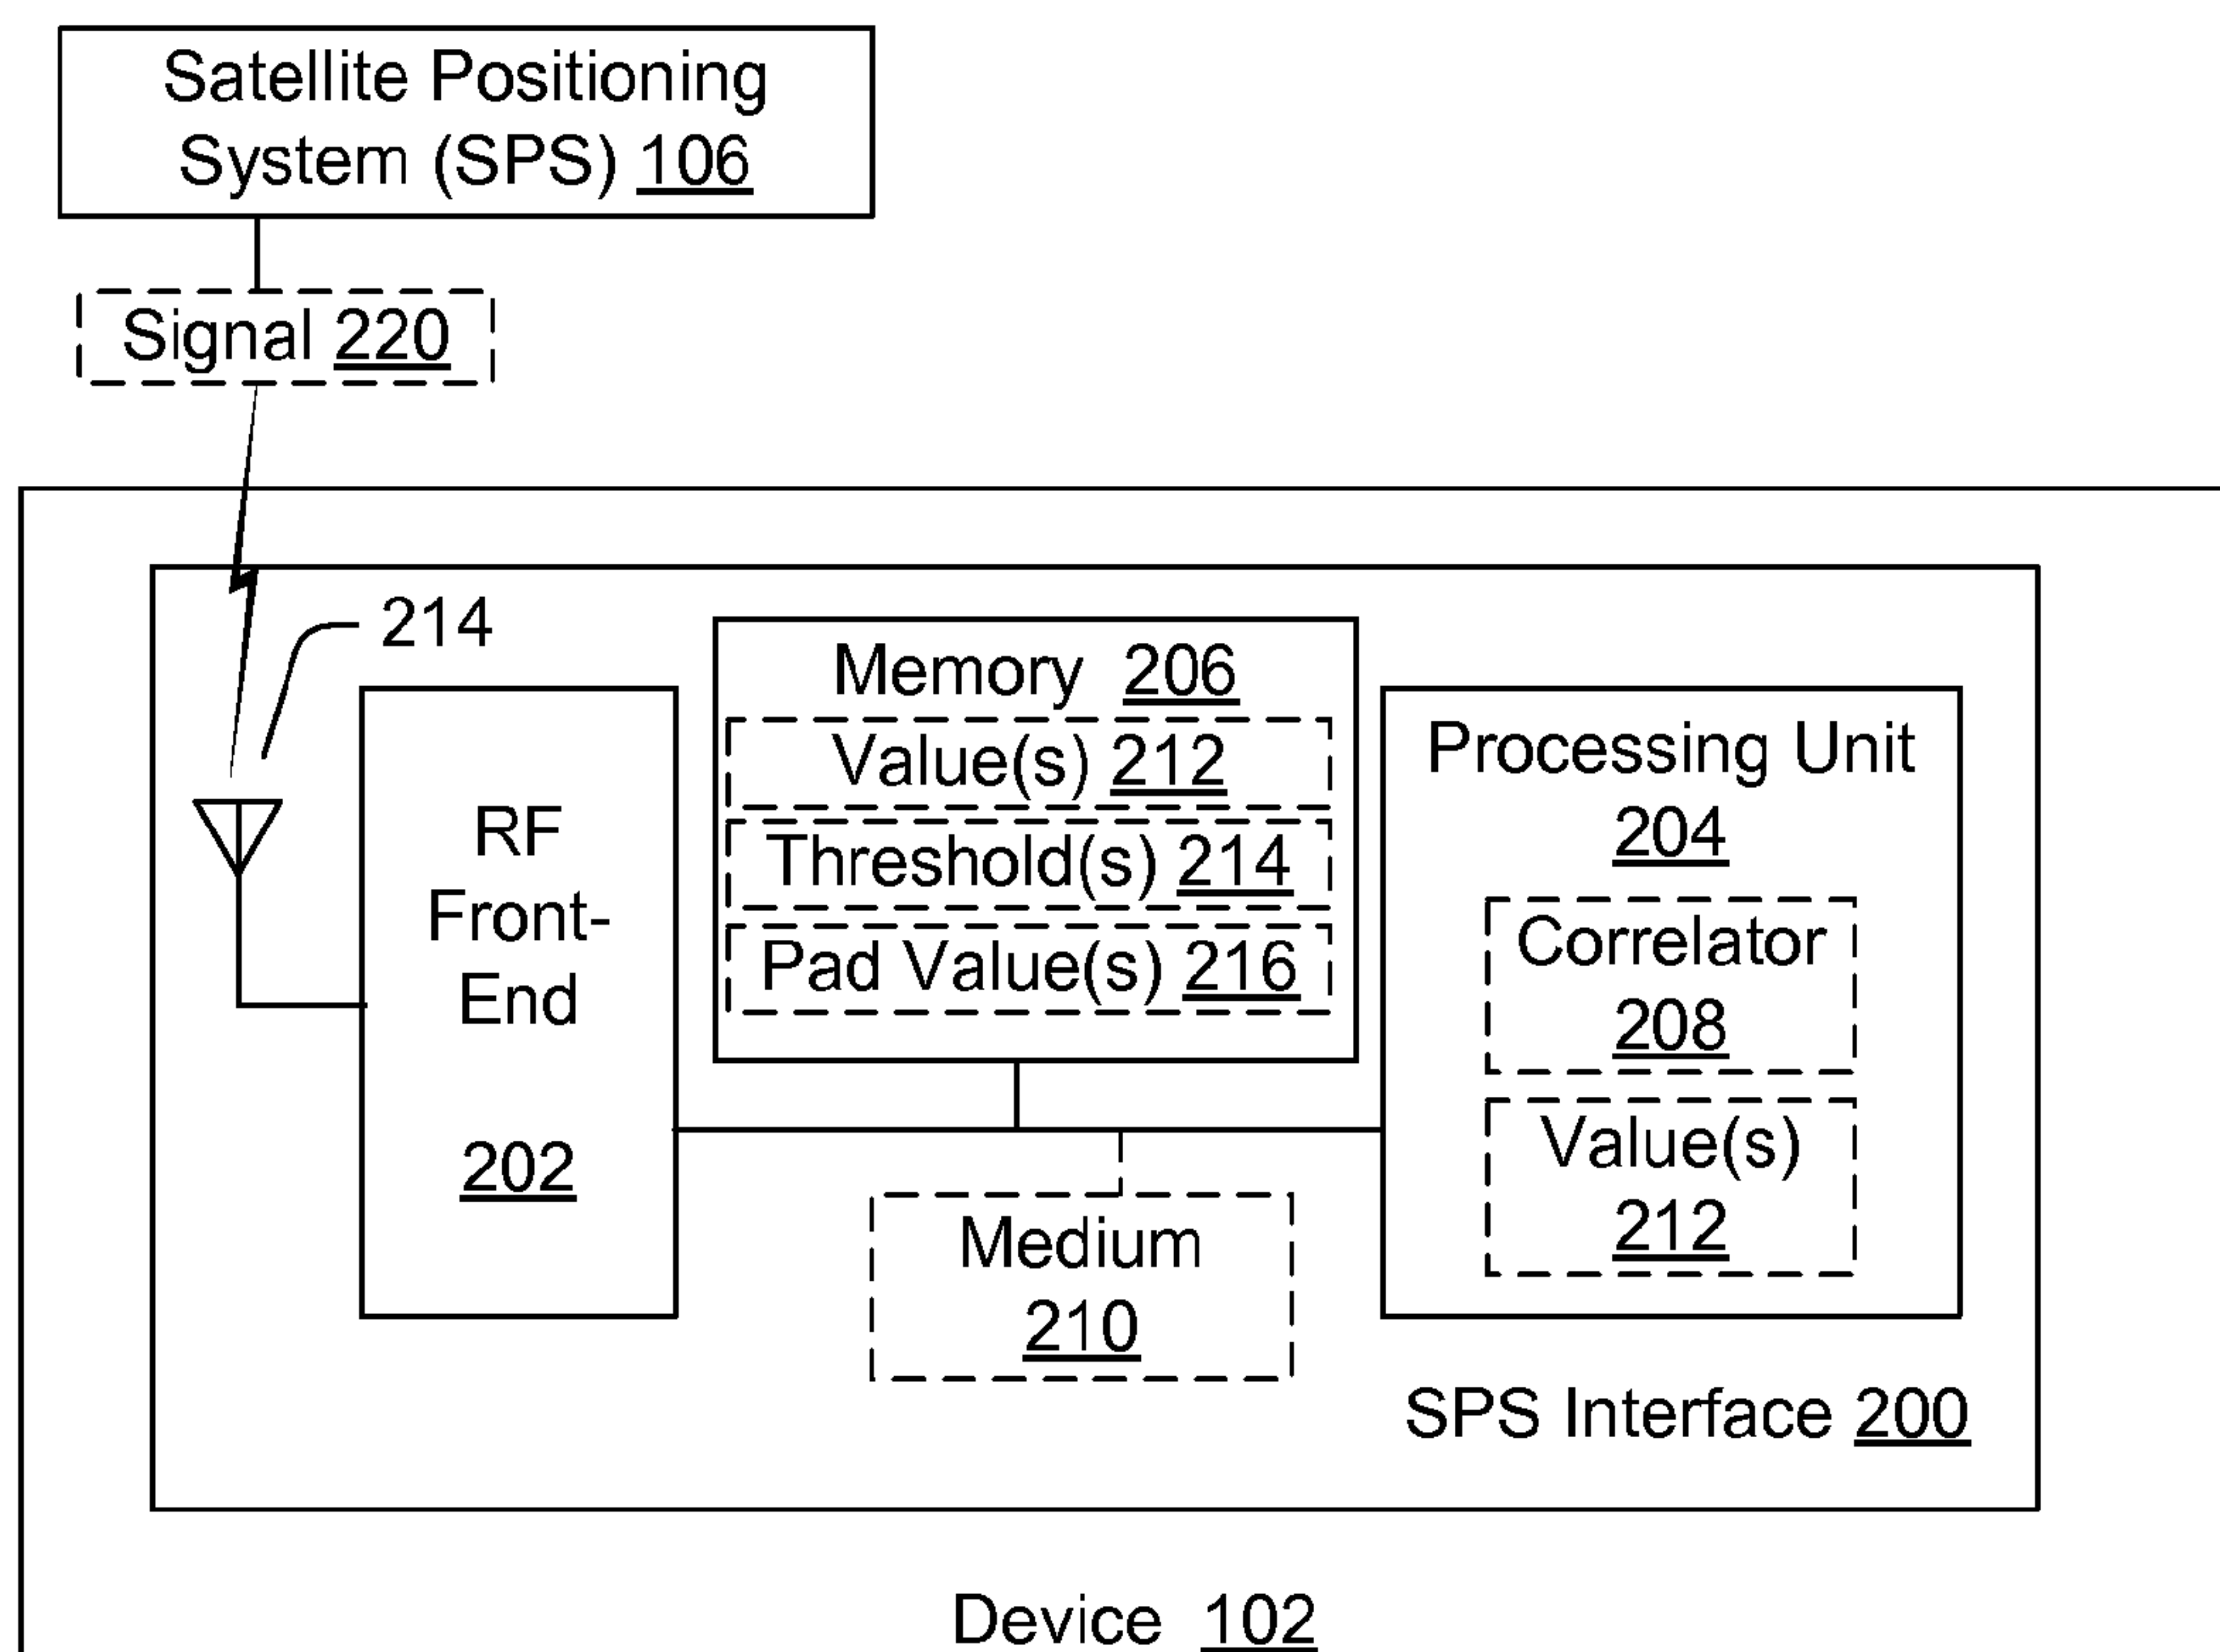 Satellite Positioning
System (SPS) 106
Signal 220
214
RF
Front-
End
202
Memory 206
Value(s) 212
Threshold(s) 214
Pad Value(s) 216
Processing Unit
204
Correlator
208
Value(s)
212
Medium
210
SPS Interface 200
Device 102